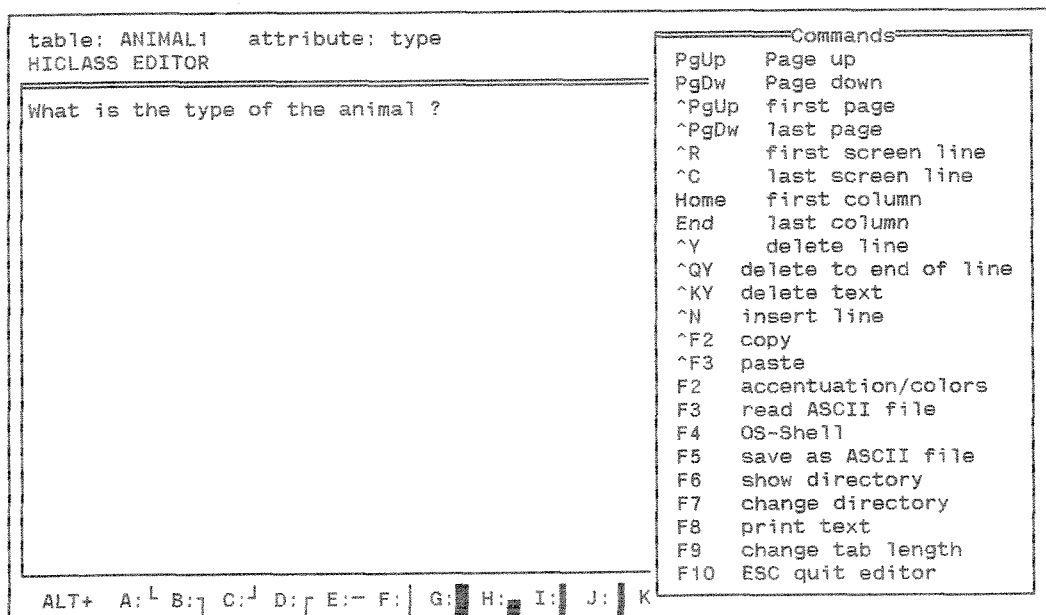 table: ANIMAL1   attribute: type
HICLASS EDITOR
What is the type of the animal ?
Commands
PgUp   Page up
PgDw   Page down
^PgUp  first page
^PgDw  last page
^R     first screen line
^C     last screen line
Home   first column
End    last column
^Y     delete line
^QY  delete to end of line
^KY  delete text
^N   insert line
^F2  copy
^F3  paste
F2   accentuation/colors
F3   read ASCII file
F4   OS-Shell
F5   save as ASCII file
F6   show directory
F7   change directory
F8   print text
F9   change tab length
F10  ESC quit editor
ALT+  A:└ B:┐ C:┘ D:┌ E:─ F:│ G:█ H:▄ I:▌ J:▐ K